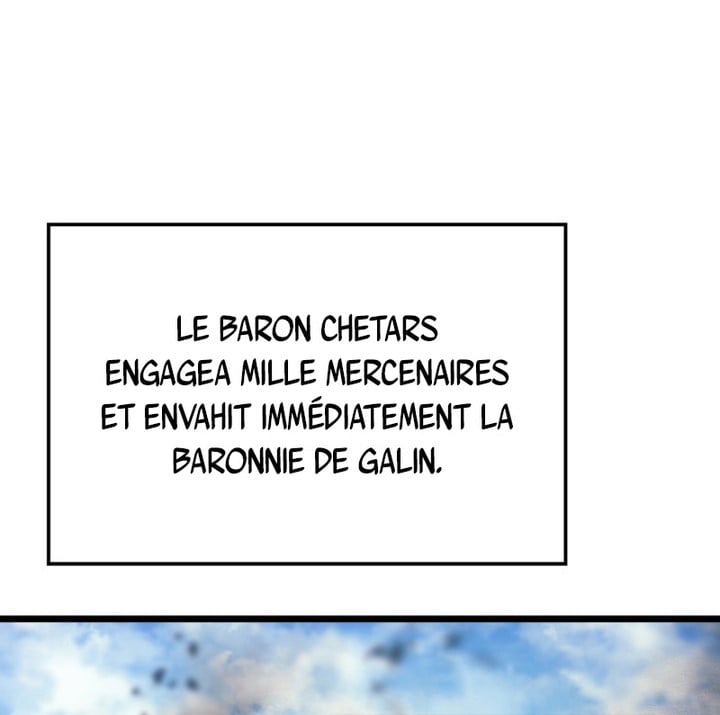 LE BARON CHETARS
ENGAGEA MILLE MERCENAIRES
ET ENVAHIT IMMÉDIATEMENT LA
BARONNIE DE GALIN.